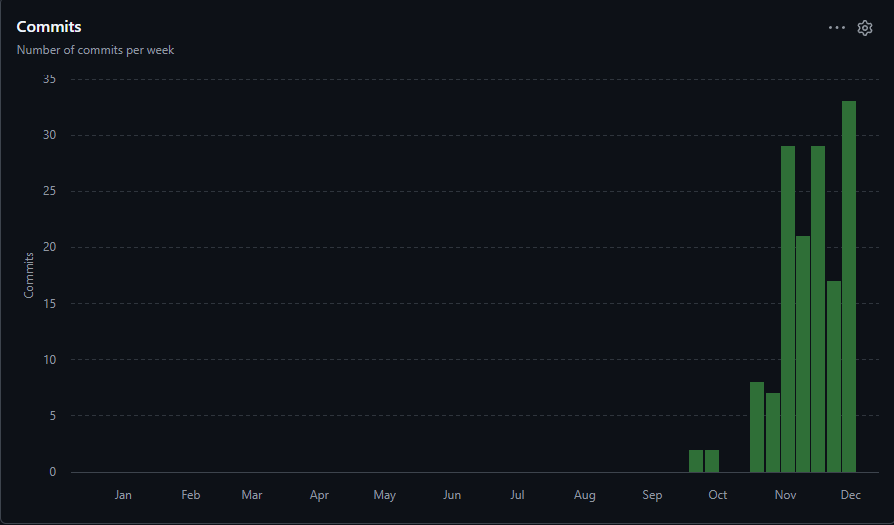 Commits
Number of commits per week
35
30
25
20
15
10
5
0
Commits
Jan Feb Mar Apr May Jun Jul Aug Sep Oct Nov Dec